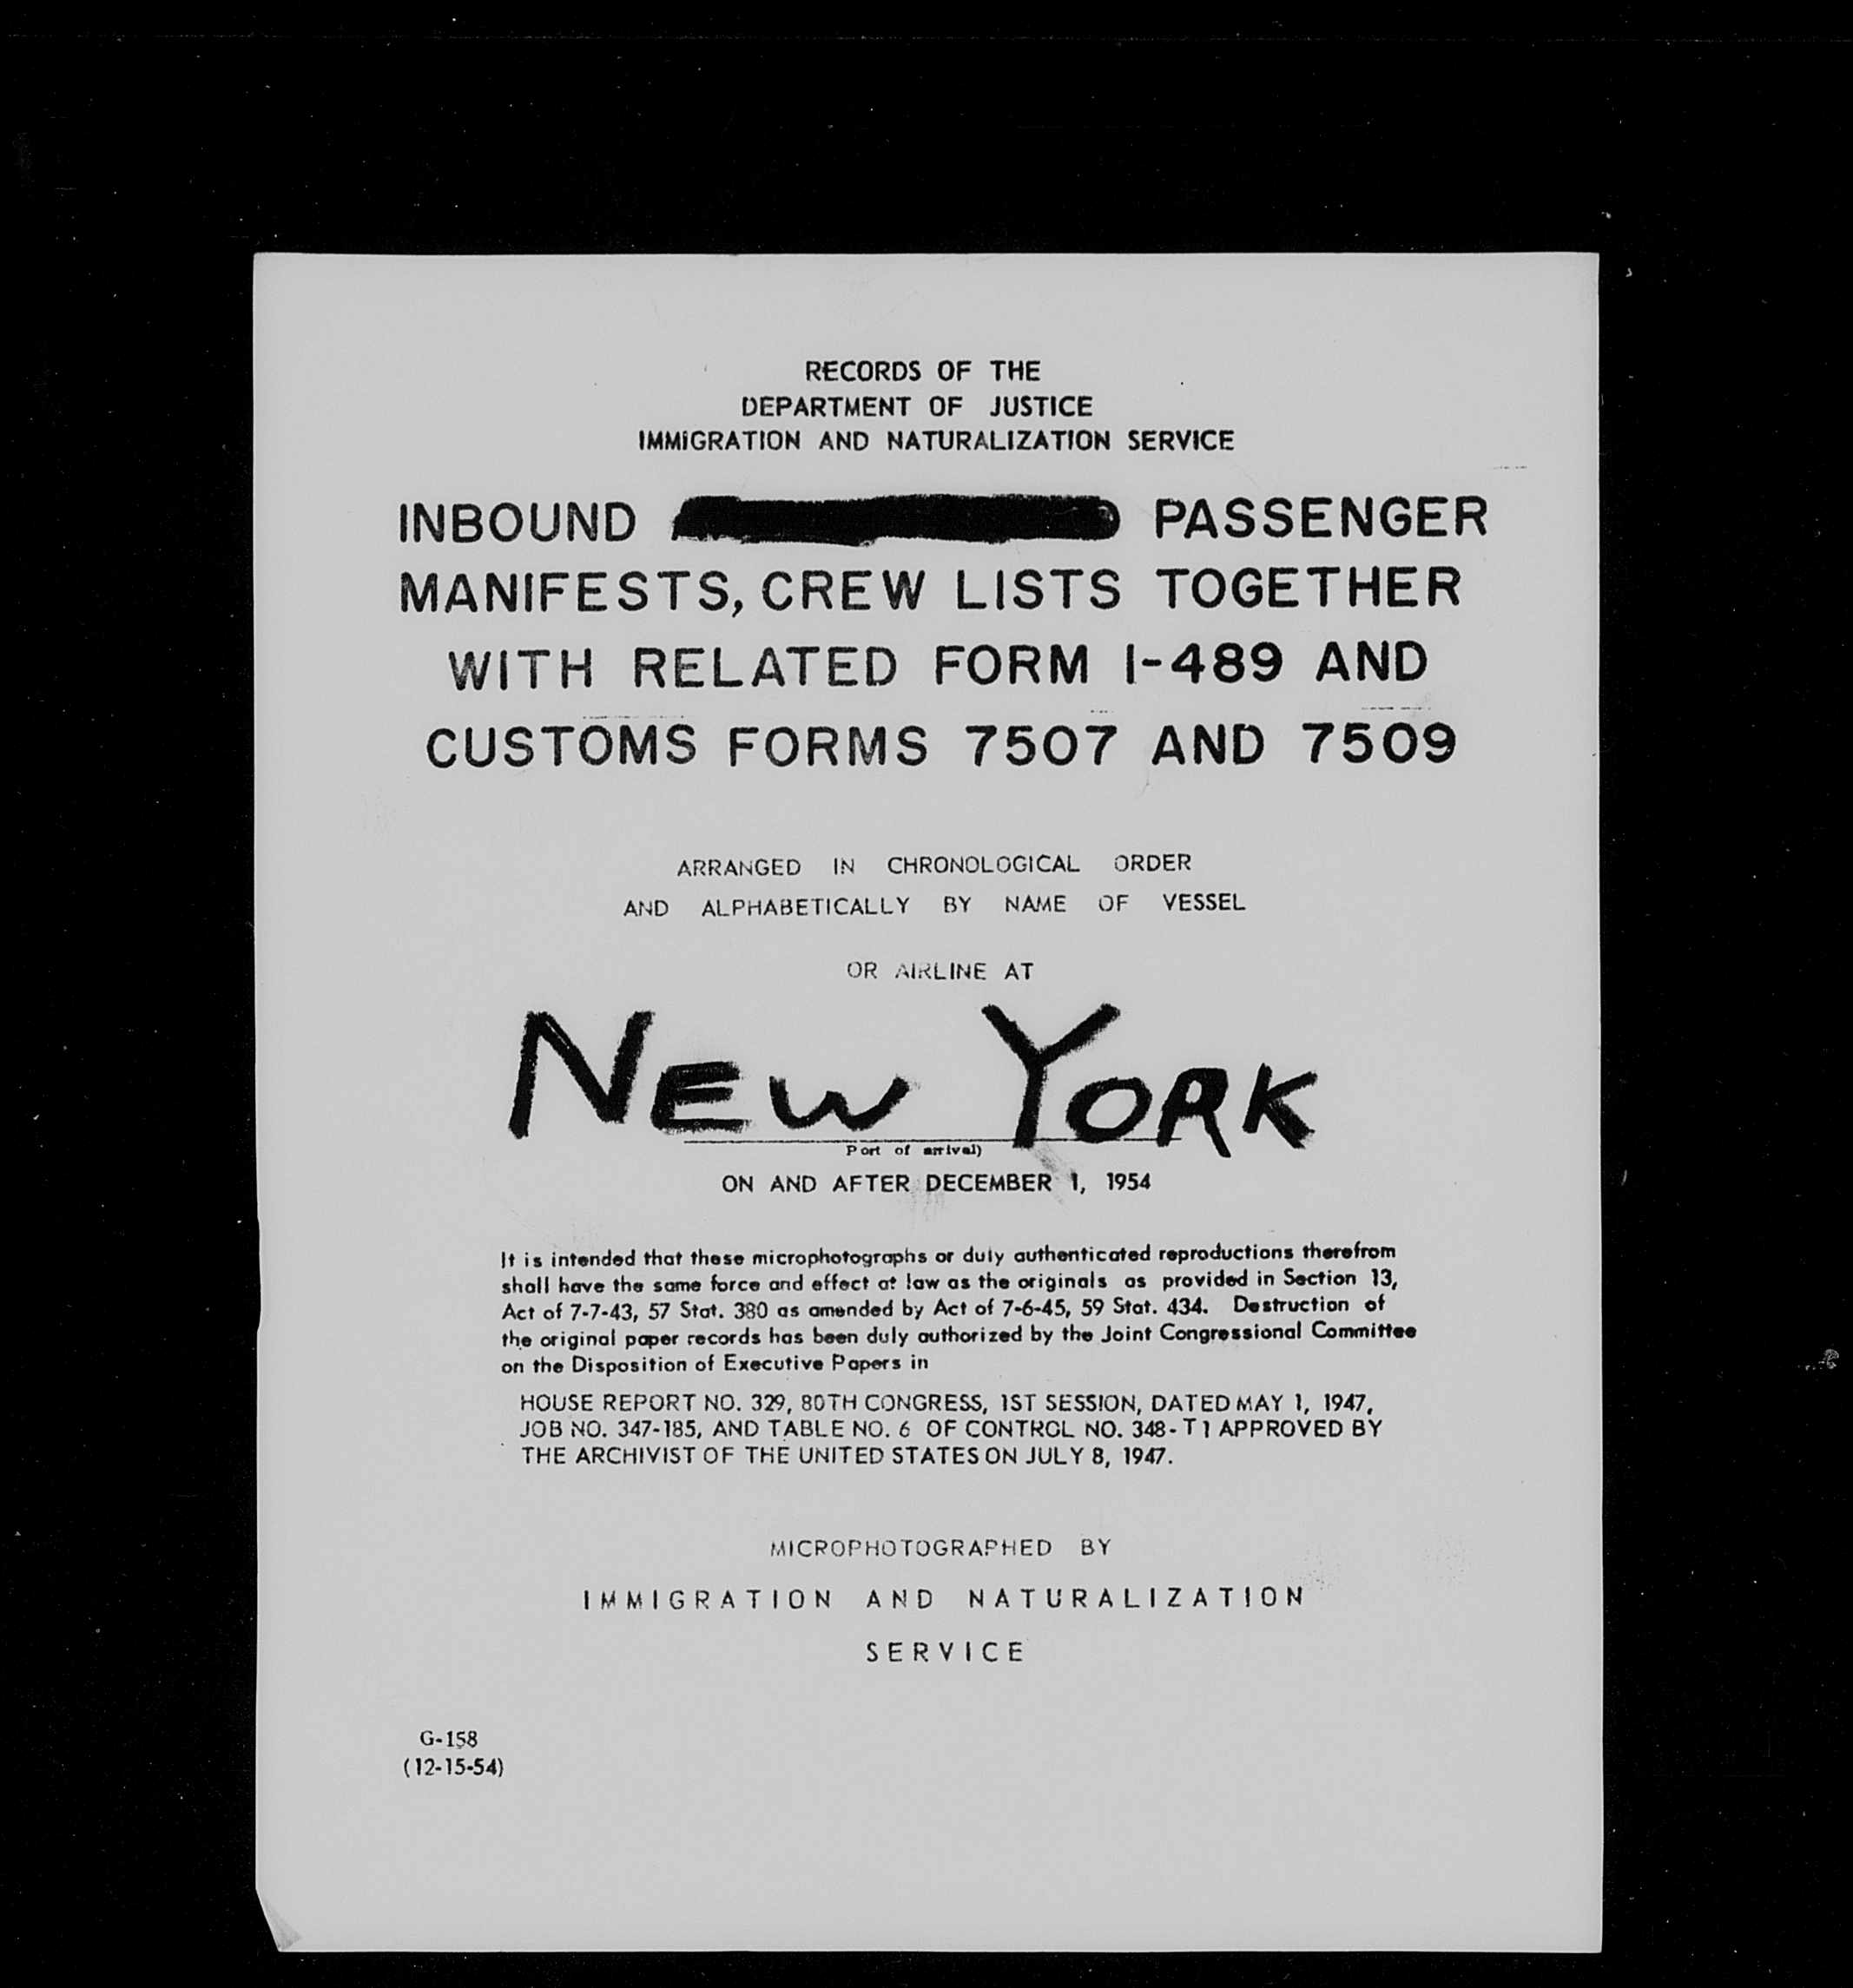 RECORDS OF THE
DEPARTMENT OF JUSTICE
IMMIGRATION AND NATURALIZATION SERVICE
INBOUND PASSENGER
MANIFESTS, CREW LISTS TOGETHER
WITH RELATED FORM I-489 AND
CUSTOMS FORMS 7507 AND 7509
ARRANGED IN CHRONOLOGICAL ORDER
AND ALPHABETICALLY BY NAME OF VESSEL
OR AIRLINE AT
NEW YORK
Port of arrival)
ON AND AFTER DECEMBER 1, 1954
It is intended that these microphotographs or duly authenticated reproductions therefrom
shall have the same force and effect at law as the originals as provided in Section 13,
Act of 7-7-43, 57 Stat. 380 as amended by Act of 7-6-45, 59 Stat. 434. Destruction of
the original paper records has been duly authorized by the Joint Congressional Committee
on the Disposition of Executive Papers in
HOUSE REPORT NO. 329, 80TH CONGRESS, 1ST SESSION, DATED MAY 1, 1947,
JOB NO. 347-185, AND TABLE NO. 6 OF CONTROL NO. 348-T1 APPROVED BY
THE ARCHIVIST OF THE UNITED STATES ON JULY 8, 1947.
MICROPHOTOGRAPHED BY
IMMIGRATION AND NATURALIZATION
SERVICE
G-158
(12-15-54)